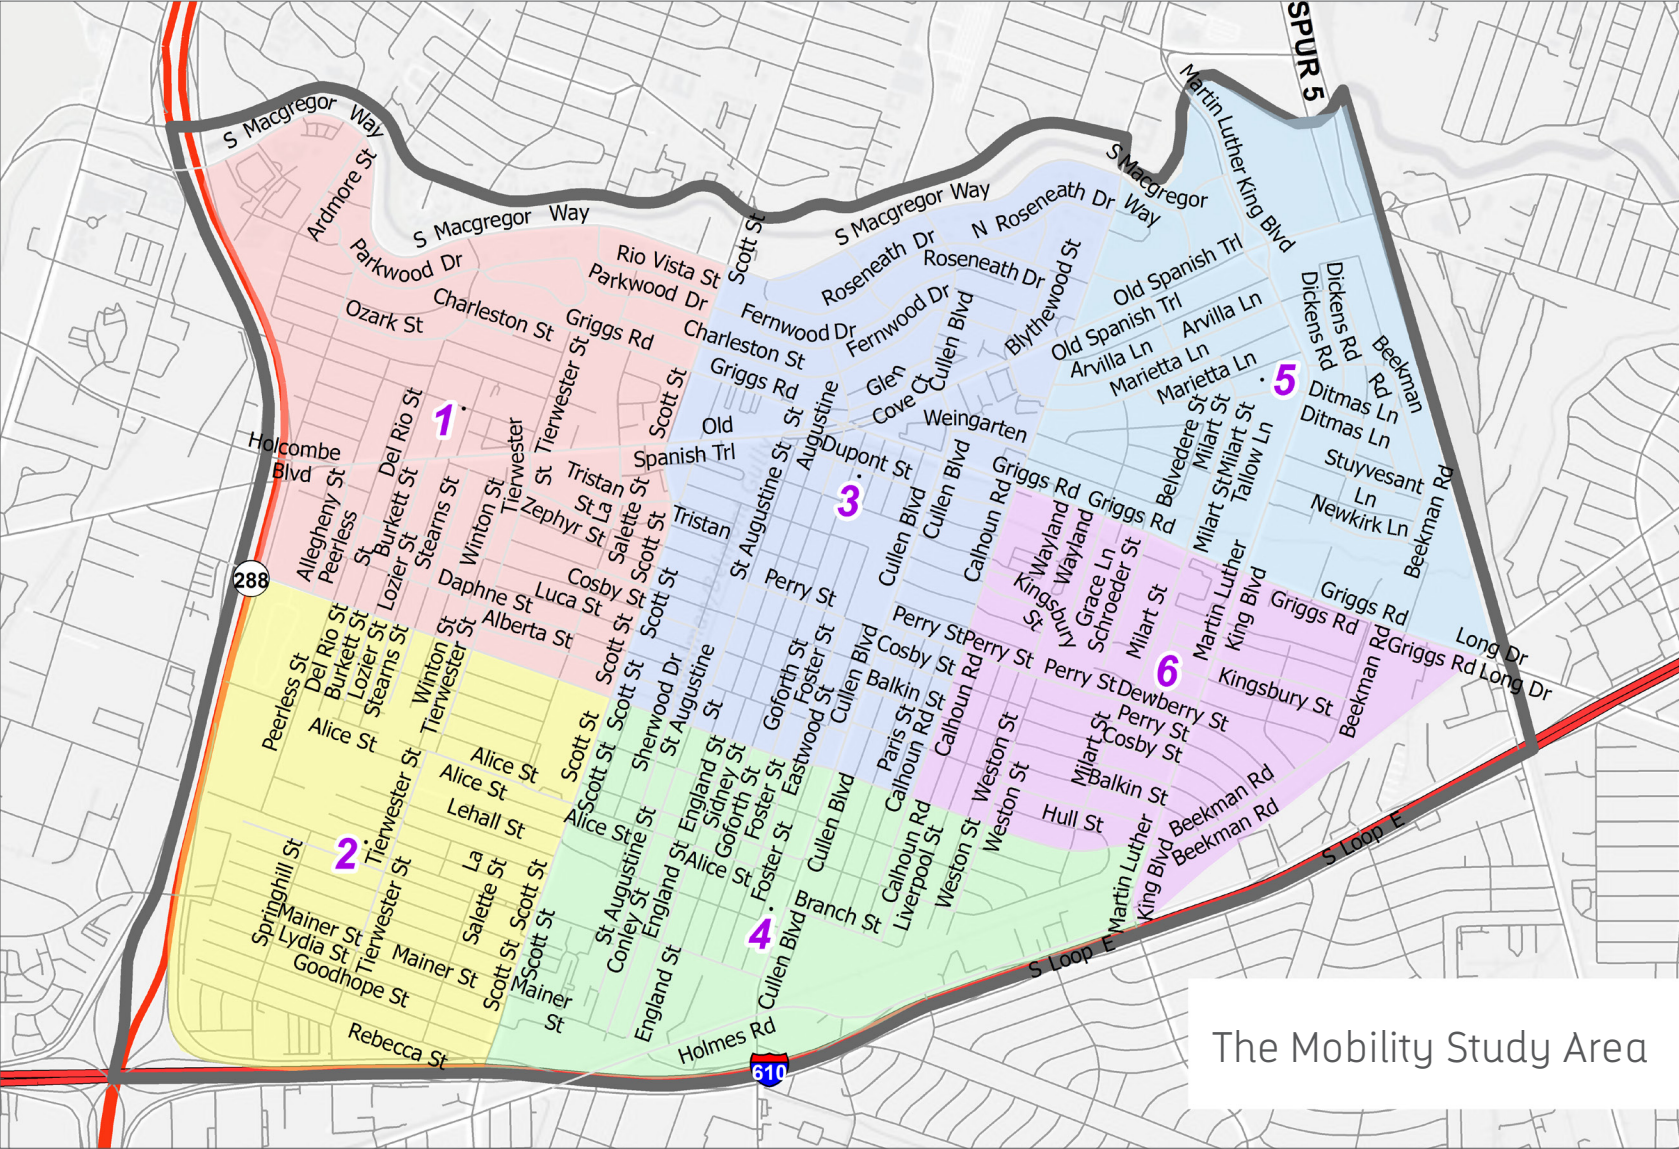 SPUR 5
S Macgregor Way
Ardmore St
S Macgregor Way
S Macgregor Way
S Macgregor
Way
Martin Luther King Blvd
Scott St
Parkwood Dr
Rio Vista St
Parkwood Dr
Roseneath Dr
N Roseneath Dr
Roseneath Dr
Blythewood St
Old Spanish Trl
Old Spanish Trl
Arvilla Ln
Arvilla Ln
Marietta Ln
Marietta Ln
Dickens Rd
Dickens Rd
Beekman
Rd
Ditmas Ln
Ditmas Ln
Ozark St
Charleston St
Griggs Rd
Tierwester St
Charleston St
Griggs Rd
Fernwood Dr
Fernwood Dr
Cullen Blvd
Glen
Cove Ct
Weingarten
5
1
Del Rio St
Scott St
Old
Spanish Trl
St Augustine
Dupont St
3
Holcombe
Blvd
Allegheny St
Peerless
St
Burkett St
Lozier St
Stearns St
Winton St
Tierwester
St
Tristan
St
La
Salette St
Zephyr St
Scott St
Tristan
St Augustine St
Cullen Blvd
Cullen Blvd
Calhoun Rd
Griggs Rd
Griggs Rd
Belvedere St
Milart St
Milart St
Milart St
Tallow Ln
Stuyvesant
Ln
Newkirk Ln
Beekman Rd
288
Daphne St
Cosby St
Luca St
Alberta St
Scott St
Scott St
Perry St
Wayland
Wayland
Grace Ln
Schroeder St
Kingsbury
St
Milart St
Martin Luther
King Blvd
Griggs Rd
Griggs Rd
Griggs Rd
Long Dr
Long Dr
6
Kingsbury St
Beekman Rd
Del Rio St
Burkett St
Lozier St
Stearns St
Winton St
Tierwester St
Peerless St
Alice St
Alice St
Alice St
Lehall St
Tierwester St
Scott St
Scott St
Scott St
Sherwood Dr
St Augustine
St
Goforth St
Foster St
Eastwood St
Cullen Blvd
Perry St
Cosby St
Balkin St
Paris St
Calhoun Rd
Calhoun Rd
Perry St
Perry St
Dewberry St
Perry St
Cosby St
Milart St
Balkin St
Hull St
Weston St
Weston St
Beekman Rd
Beekman Rd
2
Springhill St
Mainer St
Lydia St
Goodhope St
Tierwester St
Mainer St
La
Salette St
Scott St
Scott St
Scott St
Rebecca St
Mainer
St
Alice St
St Augustine St
Conley St
England St
England St
England St
Sidney St
Goforth St
Foster St
Alice St
Foster St
4
Cullen Blvd
Cullen Blvd
Branch St
Calhoun Rd
Liverpool St
Weston St
Martin Luther
King Blvd
S Loop E
S Loop E
Holmes Rd
610
The Mobility Study Area